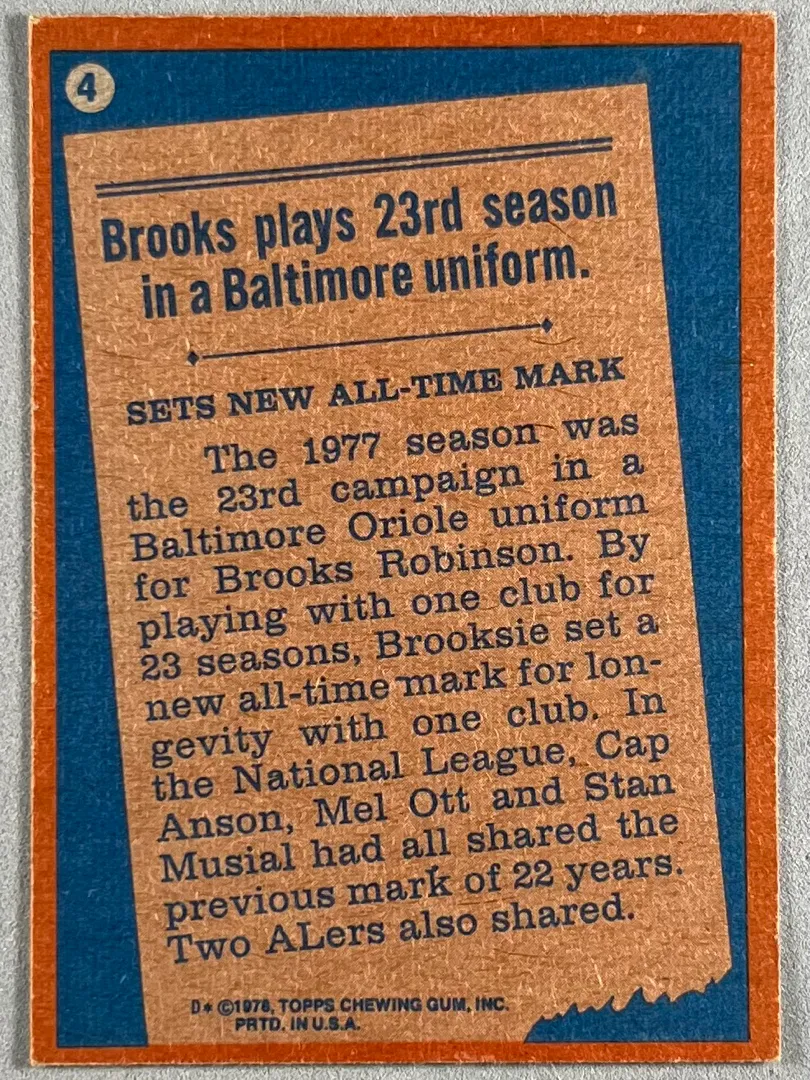 4
Brooks plays 23rd season
in a Baltimore uniform.
SETS NEW ALL-TIME MARK
The 1977 season was
the 23rd campaign in a
Baltimore Oriole uniform
for Brooks Robinson. By
playing with one club for
23 seasons, Brooksie set a
new all-time mark for lon-
gevity with one club. In
the National League, Cap
Anson, Mel Ott and Stan
Musial had all shared the
previous mark of 22 years.
Two ALers also shared.
D* ©1978, TOPPS CHEWING GUM, INC.
PRTD. IN U.S.A.